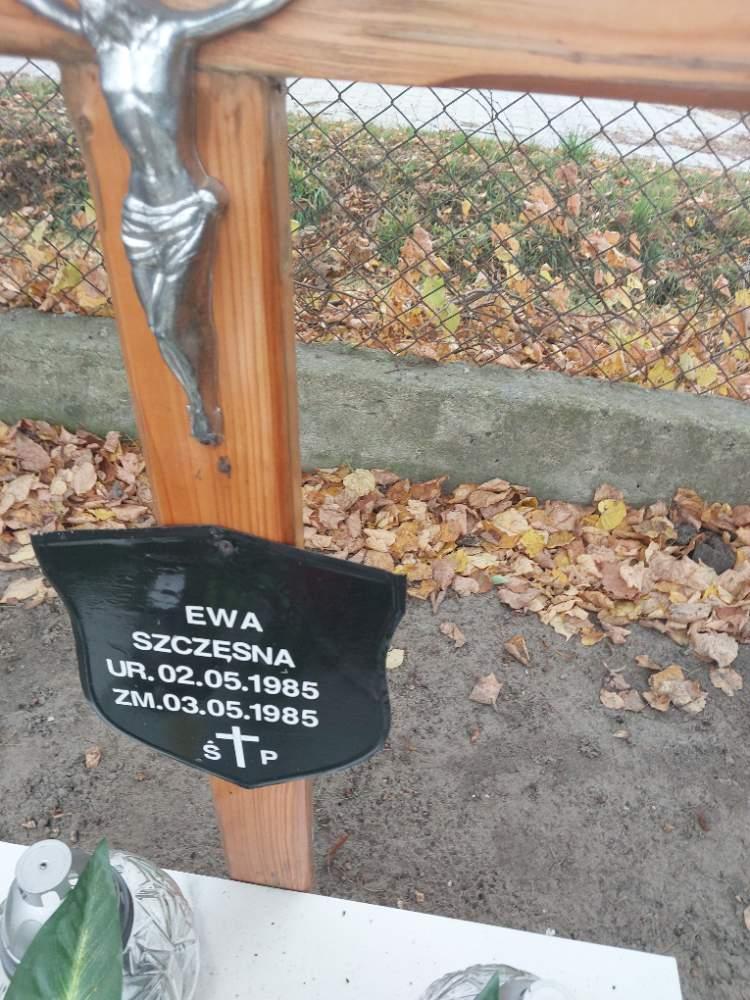 EWA
SZCZĘSNA
UR. 02.05.1985
ZM. 03.05.1985
Ś P